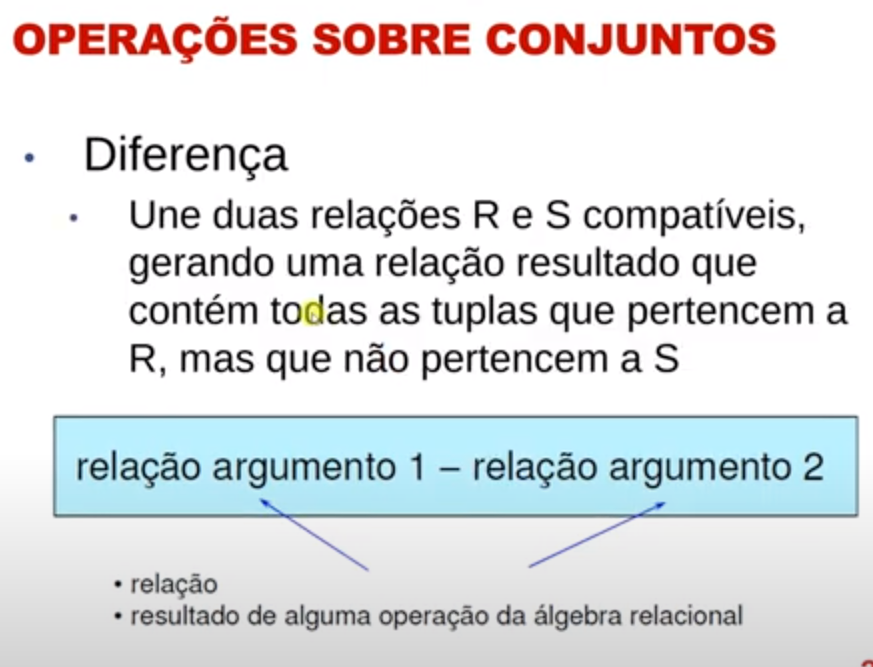 OPERAÇÕES SOBRE CONJUNTOS
• Diferença
• Une duas relações R e S compatíveis,
gerando uma relação resultado que
contém todas as tuplas que pertencem a
R, mas que não pertencem a S
relação argumento 1 – relação argumento 2
• relação
• resultado de alguma operação da álgebra relacional